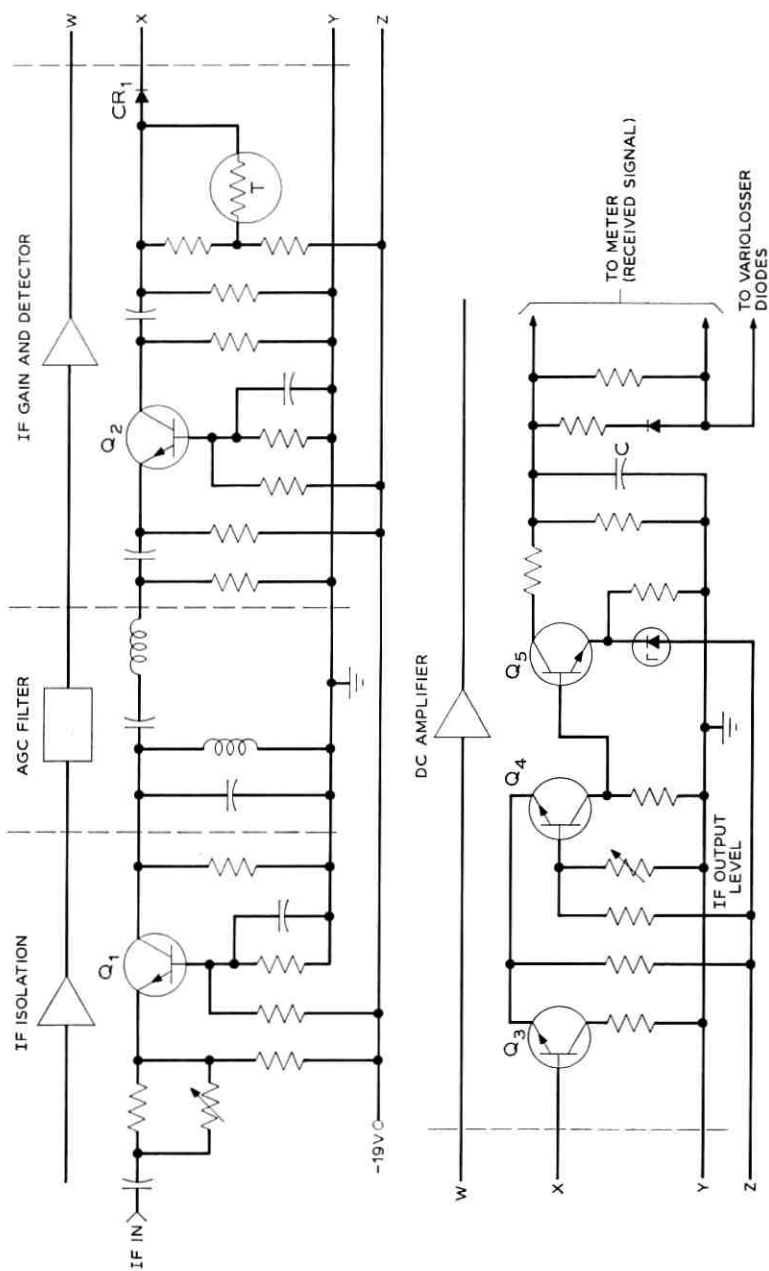 IF ISOLATION
AGC FILTER
IF GAIN AND DETECTOR
W
X
Y
Z
IF IN
Q1
Q2
T
CR1
-19V
DC AMPLIFIER
W
X
Y
Z
Q3
Q4
Q5
IF OUTPUT
LEVEL
C
TO METER
(RECEIVED SIGNAL)
TO VARIOLOSSER
DIODES